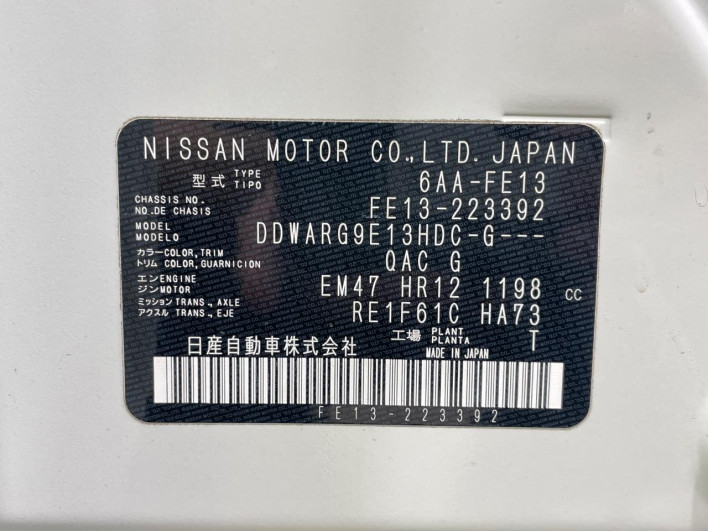 NISSAN MOTOR CO.,LTD. JAPAN
型式 TYPE TIPO 6AA-FE13
CHASSIS NO. NO.DE CHASIS FE13-223392
MODEL MODELO DDWARG9E13HDC-G---
カラー COLOR, TRIM トリム COLOR, GUARNICION QAC G
エンジン ENGINE MOTOR EM47 HR12 1198 CC
ミッション TRANS., AXLE アクスル TRANS., EJE RE1F61C HA73
工場 PLANT PLANTA T
日産自動車株式会社 MADE IN JAPAN
FE13-223392